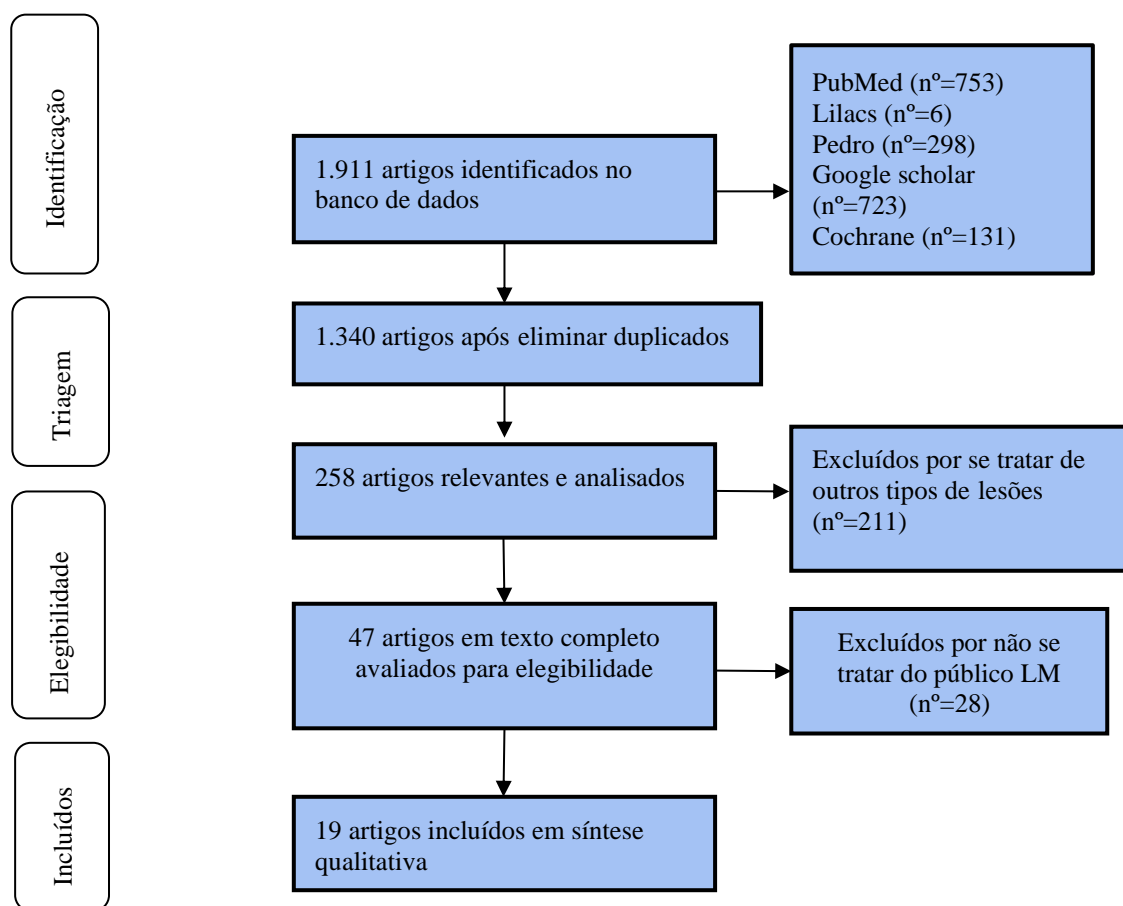 Identificação
1.911 artigos identificados no
banco de dados
PubMed (nº=753)
Lilacs (nº=6)
Pedro (nº=298)
Google scholar
(nº=723)
Cochrane (nº=131)
Triagem
1.340 artigos após eliminar duplicados
258 artigos relevantes e analisados
Excluídos por se tratar de
outros tipos de lesões
(nº=211)
Elegibilidade
47 artigos em texto completo
avaliados para elegibilidade
Excluídos por não se
tratar do público LM
(nº=28)
Incluídos
19 artigos incluídos em síntese
qualitativa